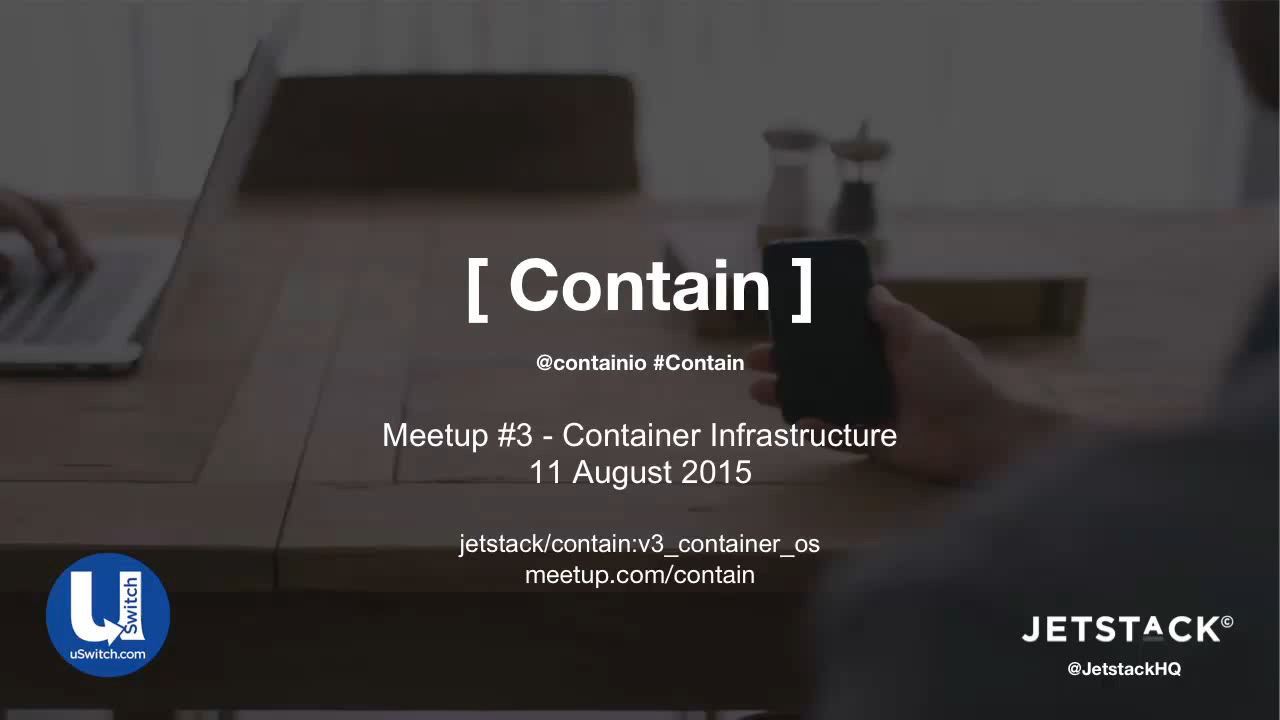 [ Contain ]
@containio #Contain
Meetup #3 - Container Infrastructure
11 August 2015
jetstack/contain:v3_container_os
meetup.com/contain
U
Switch
uSwitch.com
JETSTACK©
@JetstackHQ